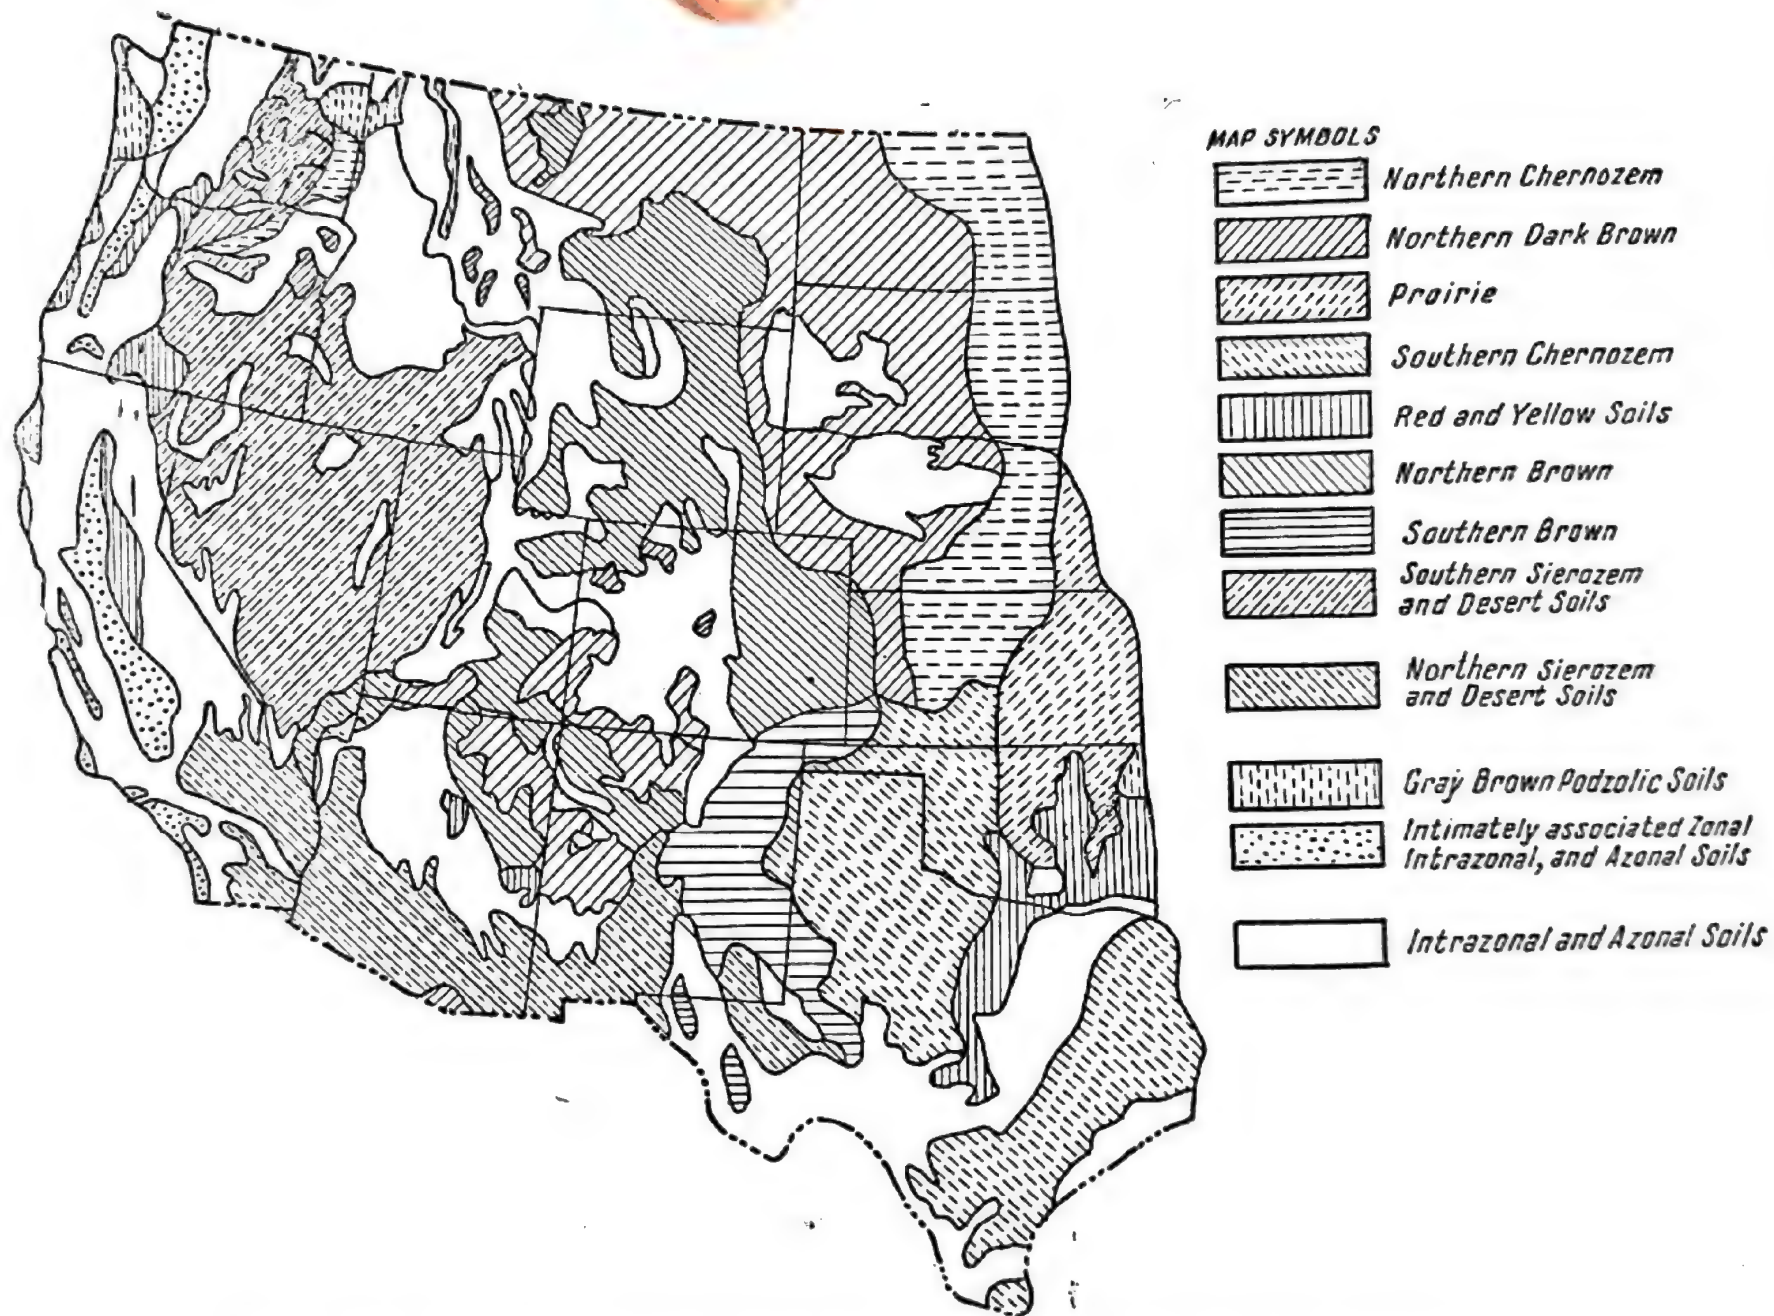 MAP SYMBOLS
Northern Chernozem
Northern Dark Brown
Prairie
Southern Chernozem
Red and Yellow Soils
Northern Brown
Southern Brown
Southern Sierozem
and Desert Soils
Northern Sierozem
and Desert Soils
Gray Brown Podzolic Soils
Intimately associated Zonal
Intrazonal, and Azonal Soils
Intrazonal and Azonal Soils